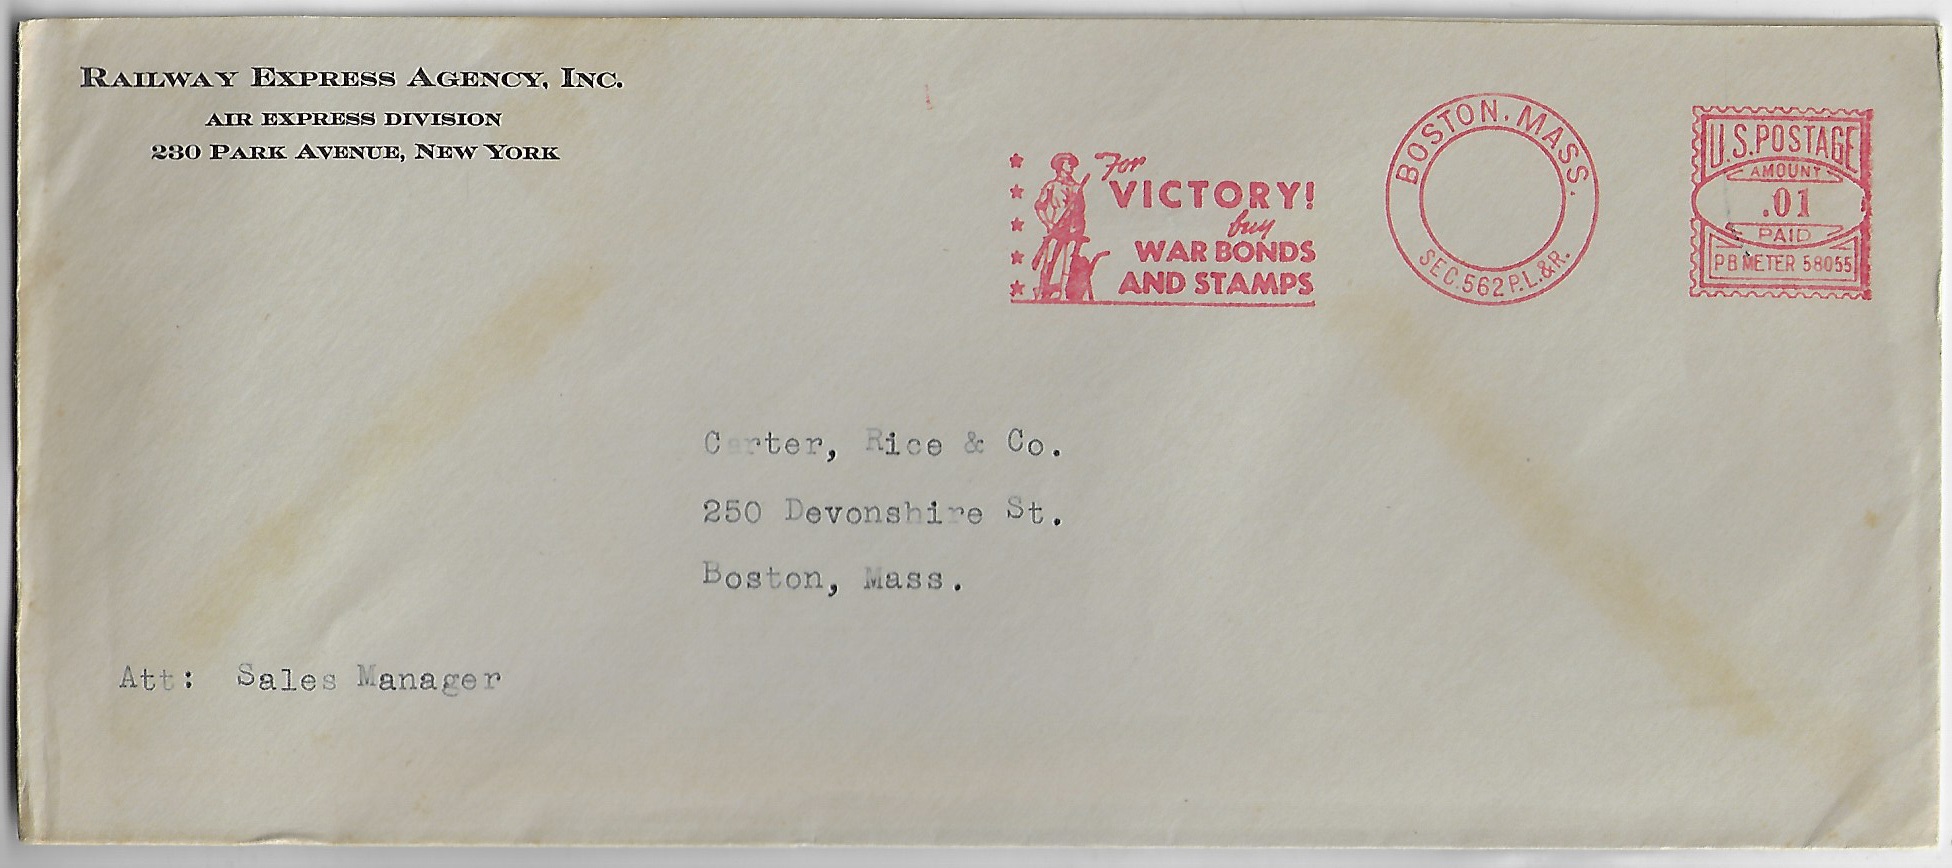 RAILWAY EXPRESS AGENCY, INC.
AIR EXPRESS DIVISION
230 PARK AVENUE, NEW YORK
For
VICTORY!
buy
WAR BONDS
AND STAMPS
BOSTON, MASS.
SEC. 562 P.L.&R.
U.S. POSTAGE
AMOUNT
.01
PAID
PB METER 58055
Carter, Rice & Co.
250 Devonshire St.
Boston, Mass.
Att: Sales Manager